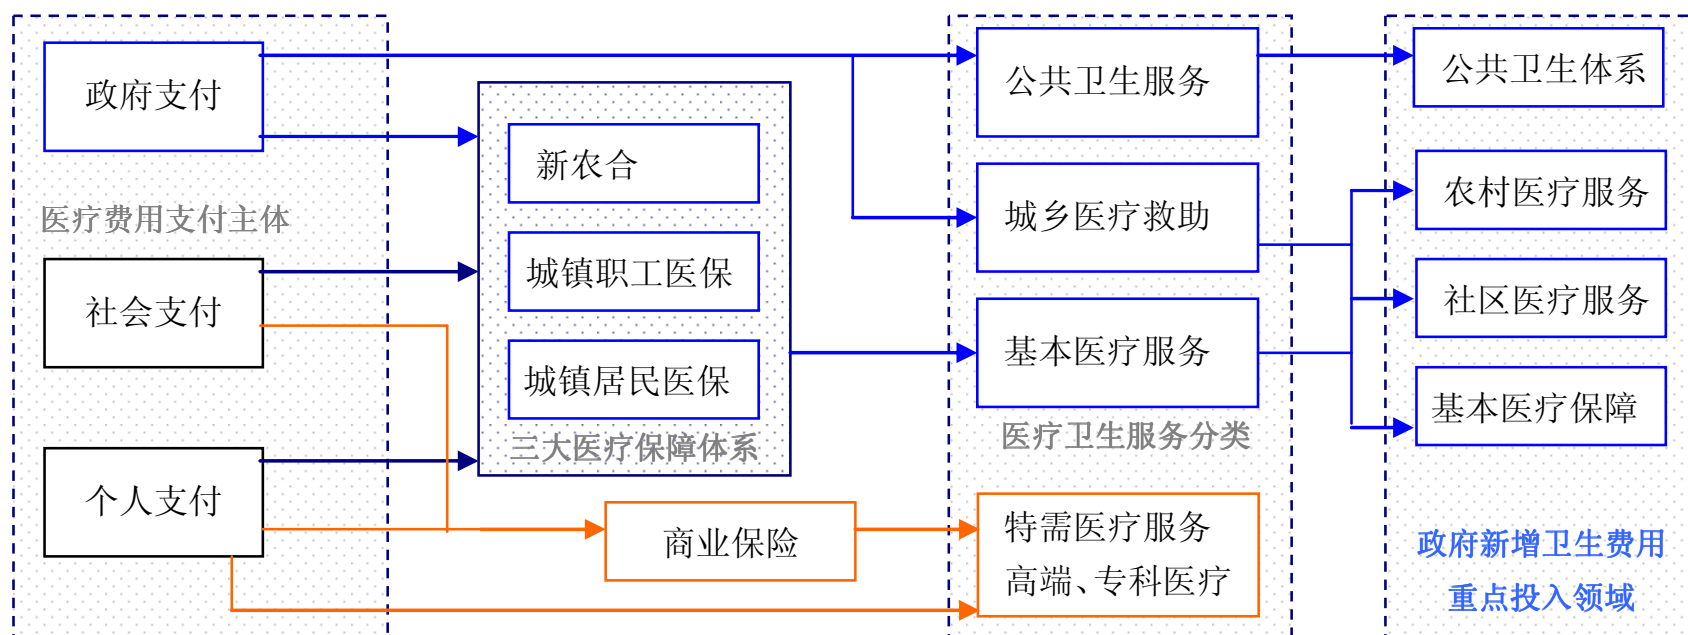 政府支付
医疗费用支付主体
社会支付
个人支付
新农合
城镇职工医保
城镇居民医保
三大医疗保障体系
商业保险
公共卫生服务
城乡医疗救助
基本医疗服务
医疗卫生服务分类
特需医疗服务
高端、专科医疗
公共卫生体系
农村医疗服务
社区医疗服务
基本医疗保障
政府新增卫生费用
重点投入领域